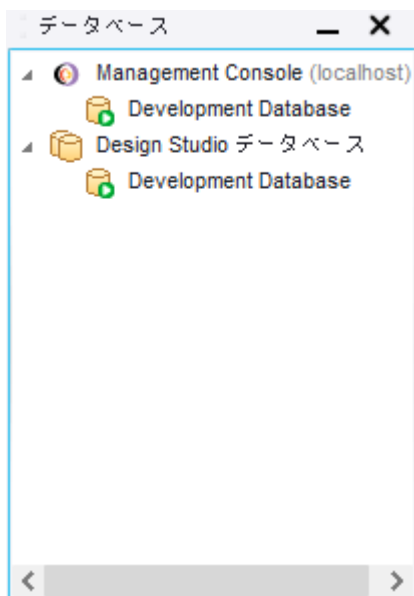 データベース
Management Console (localhost)
Development Database
Design Studio データベース
Development Database